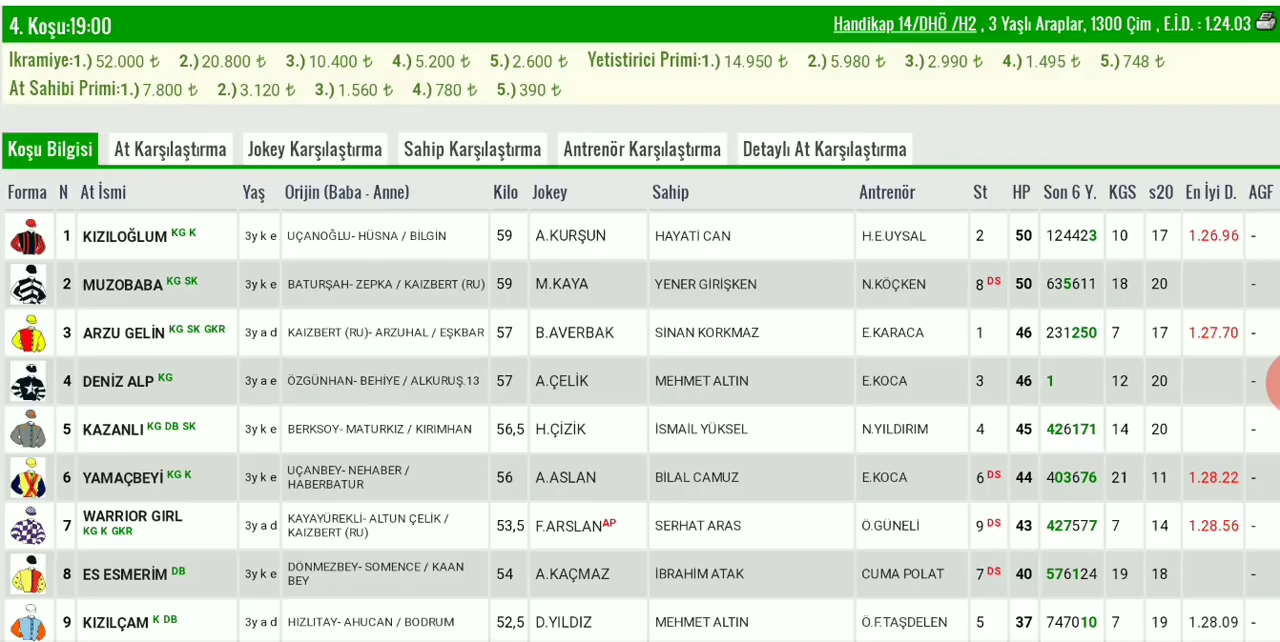 4. Koşu:19:00 Handikap 14/DHÖ /H2 , 3 Yaşlı Araplar, 1300 Çim , E.İ.D. : 1.24.03
Ikramiye:1.) 52.000 ₺ 2.) 20.800 ₺ 3.) 10.400 ₺ 4.) 5.200 ₺ 5.) 2.600 ₺ Yetistirici Primi:1.) 14.950 ₺ 2.) 5.980 ₺ 3.) 2.990 ₺ 4.) 1.495 ₺ 5.) 748 ₺
At Sahibi Primi:1.) 7.800 ₺ 2.) 3.120 ₺ 3.) 1.560 ₺ 4.) 780 ₺ 5.) 390 ₺
Koşu Bilgisi At Karşılaştırma Jokey Karşılaştırma Sahip Karşılaştırma Antrenör Karşılaştırma Detaylı At Karşılaştırma
Forma N At İsmi Yaş Orijin (Baba - Anne) Kilo Jokey Sahip Antrenör St HP Son 6 Y. KGS s20 En İyi D. AGF
1 KIZILOĞLUM KG K 3y k e UÇANOĞLU- HÜSNA / BİLGİN 59 A.KURŞUN HAYATİ CAN H.E.UYSAL 2 50 124423 10 17 1.26.96 -
2 MUZOBABA KG SK 3y k e BATURŞAH- ZEPKA / KAIZBERT (RU) 59 M.KAYA YENER GİRİŞKEN N.KÖÇKEN 8 DS 50 635611 18 20 -
3 ARZU GELİN KG SK GKR 3y a d KAIZBERT (RU)- ARZUHAL / EŞKBAR 57 B.AVERBAK SİNAN KORKMAZ E.KARACA 1 46 231250 7 17 1.27.70 -
4 DENİZ ALP KG 3y a e ÖZGÜNHAN- BEHİYE / ALKURUŞ.13 57 A.ÇELİK MEHMET ALTIN E.KOCA 3 46 1 12 20 -
5 KAZANLI KG DB SK 3y k e BERKSOY- MATURKIZ / KIRIMHAN 56,5 H.ÇİZİK İSMAİL YÜKSEL N.YILDIRIM 4 45 426171 14 20 -
6 YAMAÇBEYİ KG K 3y k e UÇANBEY- NEHABER / 56 A.ASLAN BİLAL CAMUZ E.KOCA 6 DS 44 403676 21 11 1.28.22 -
HABERBATUR
WARRIOR GIRL KAYAYÜREKLİ- ALTUN ÇELİK /
7 KG K GKR 3y a d KAIZBERT (RU) 53,5 F.ARSLAN AP SERHAT ARAS Ö.GÜNELİ 9 DS 43 427577 7 14 1.28.56 -
8 ES ESMERİM DB 3y k e DÖNMEZBEY- SOMENCE / KAAN 54 A.KAÇMAZ İBRAHİM ATAK CUMA POLAT 7 DS 40 576124 19 18 -
BEY
9 KIZILÇAM K DB 3y a d HIZLITAY- AHUCAN / BODRUM 52,5 D.YILDIZ MEHMET ALTIN Ö.F.TAŞDELEN 5 37 747010 7 19 1.28.09 -